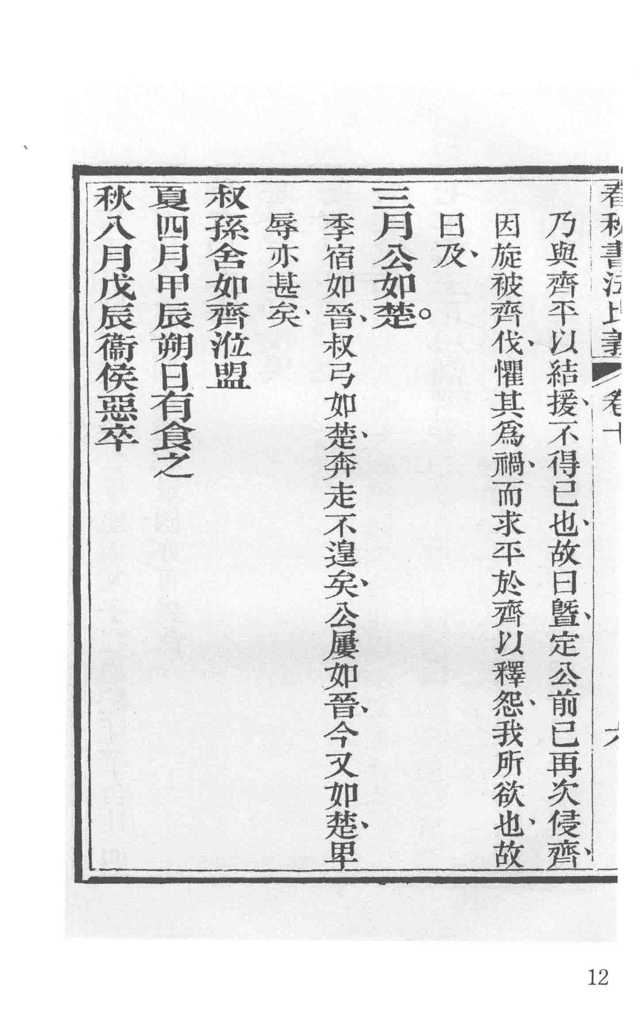 春秋書法比義 卷十
乃與齊平以結援、不得已也、故曰曁、定公前已再次侵齊、
因旋被齊伐、懼其爲禍、而求平於齊以釋怨、我所欲也、故
曰及、
三月公如楚。
季宿如晉、叔弓如楚、奔走不遑矣、公屢如晉、今又如楚、卑
辱亦甚矣、
叔孫舍如齊涖盟
夏四月甲辰朔日有食之
秋八月戊辰衞侯惡卒
12